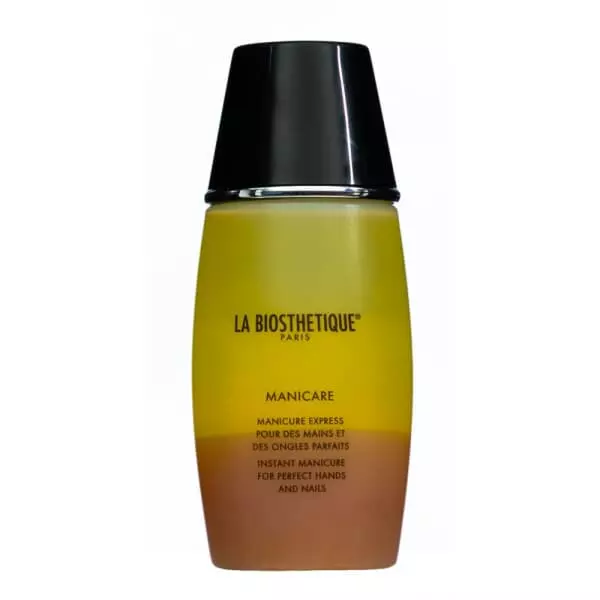 LA BIOSTHETIQUE®
PARIS
MANICARE
MANICURE EXPRESS
POUR DES MAINS ET
DES ONGLES PARFAITS
INSTANT MANICURE
FOR PERFECT HANDS
AND NAILS